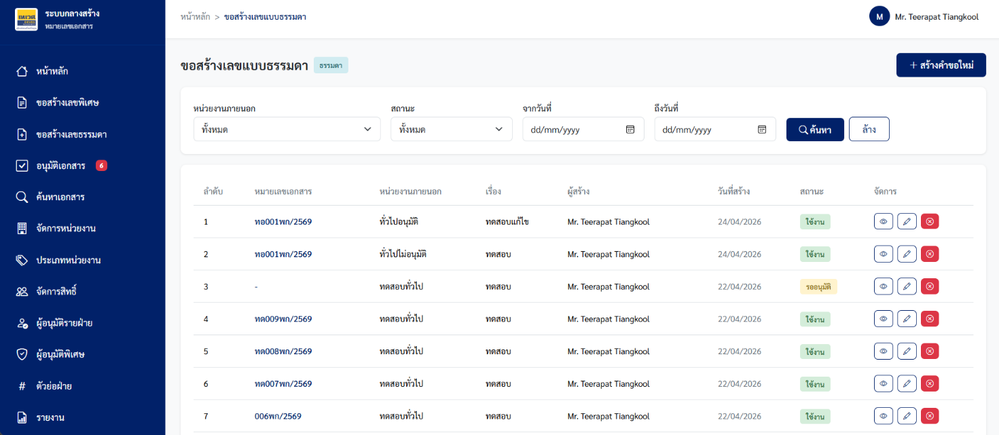 เทเวศ
ระบบกลางสร้าง
หมายเลขเอกสาร
หน้าหลัก
ขอสร้างเลขพิเศษ
ขอสร้างเลขธรรมดา
อนุมัติเอกสาร 6
ค้นหาเอกสาร
จัดการหน่วยงาน
ประเภทหน่วยงาน
จัดการสิทธิ์
ผู้อนุมัติรายฝ่าย
ผู้อนุมัติพิเศษ
# ตัวย่อฝ่าย
รายงาน
หน้าหลัก > ขอสร้างเลขแบบธรรมดา
M Mr. Teerapat Tiangkool
ขอสร้างเลขแบบธรรมดา ธรรมดา
+ สร้างคำขอใหม่
หน่วยงานภายนอก สถานะ จากวันที่ ถึงวันที่
ทั้งหมด ทั้งหมด dd/mm/yyyy dd/mm/yyyy ค้นหา ล้าง
ลำดับ หมายเลขเอกสาร หน่วยงานภายนอก เรื่อง ผู้สร้าง วันที่สร้าง สถานะ จัดการ
1 ทอ001พก/2569 ทั่วไปอนุมัติ ทดสอบแก้ไข Mr. Teerapat Tiangkool 24/04/2026 ใช้งาน
2 ทอ001พก/2569 ทั่วไปไม่อนุมัติ ทดสอบ Mr. Teerapat Tiangkool 24/04/2026 ใช้งาน
3 - ทดสอบทั่วไป ทดสอบ Mr. Teerapat Tiangkool 22/04/2026 รออนุมัติ
4 ทด009พก/2569 ทดสอบทั่วไป ทดสอบ Mr. Teerapat Tiangkool 22/04/2026 ใช้งาน
5 ทด008พก/2569 ทดสอบทั่วไป ทดสอบ Mr. Teerapat Tiangkool 22/04/2026 ใช้งาน
6 ทด007พก/2569 ทดสอบทั่วไป ทดสอบ Mr. Teerapat Tiangkool 22/04/2026 ใช้งาน
7 006พก/2569 ทดสอบทั่วไป ทดสอบ Mr. Teerapat Tiangkool 22/04/2026 ใช้งาน